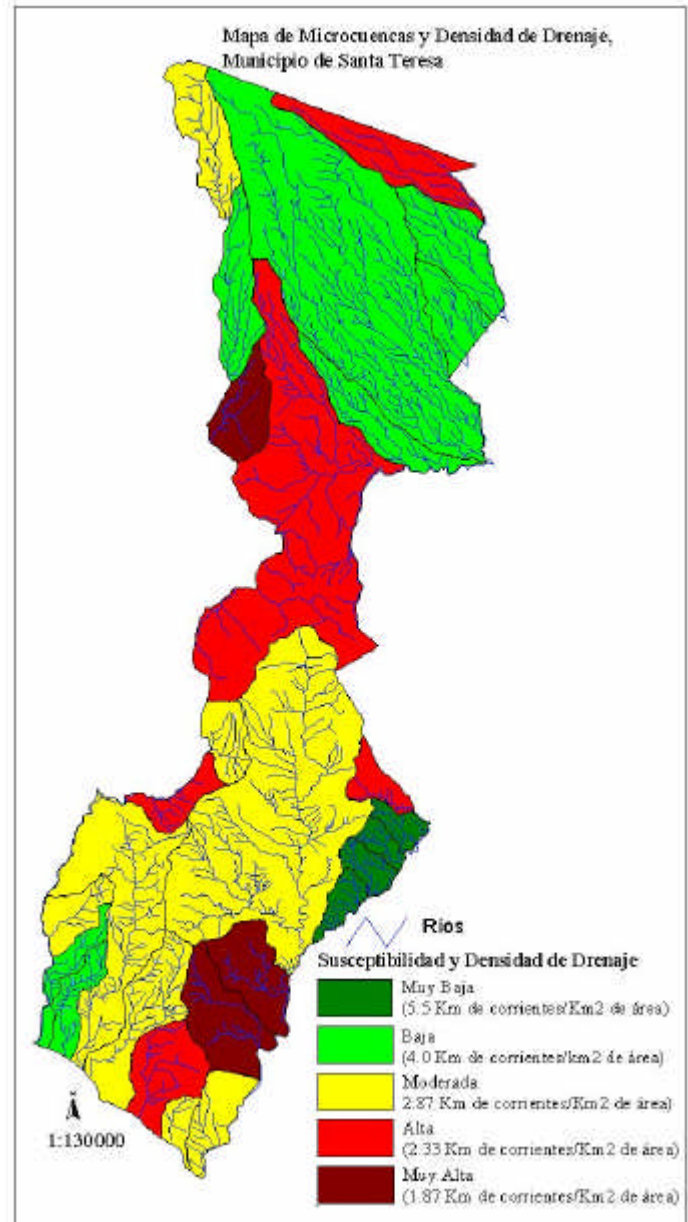 Mapa de Microcuencas y Densidad de Drenaje,
Municipio de Santa Teresa
Ríos
Susceptibilidad y Densidad de Drenaje
Muy Baja
(5.5 Km de corrientes/Km2 de área)
Baja
(4.0 Km de corrientes/km2 de área)
Moderada
2.87 Km de corrientes/Km2 de área)
Alta
(2.33 Km de corrientes/Km2 de área)
Muy Alta
(1.87 Km de corrientes/Km2 de área)
1:130000